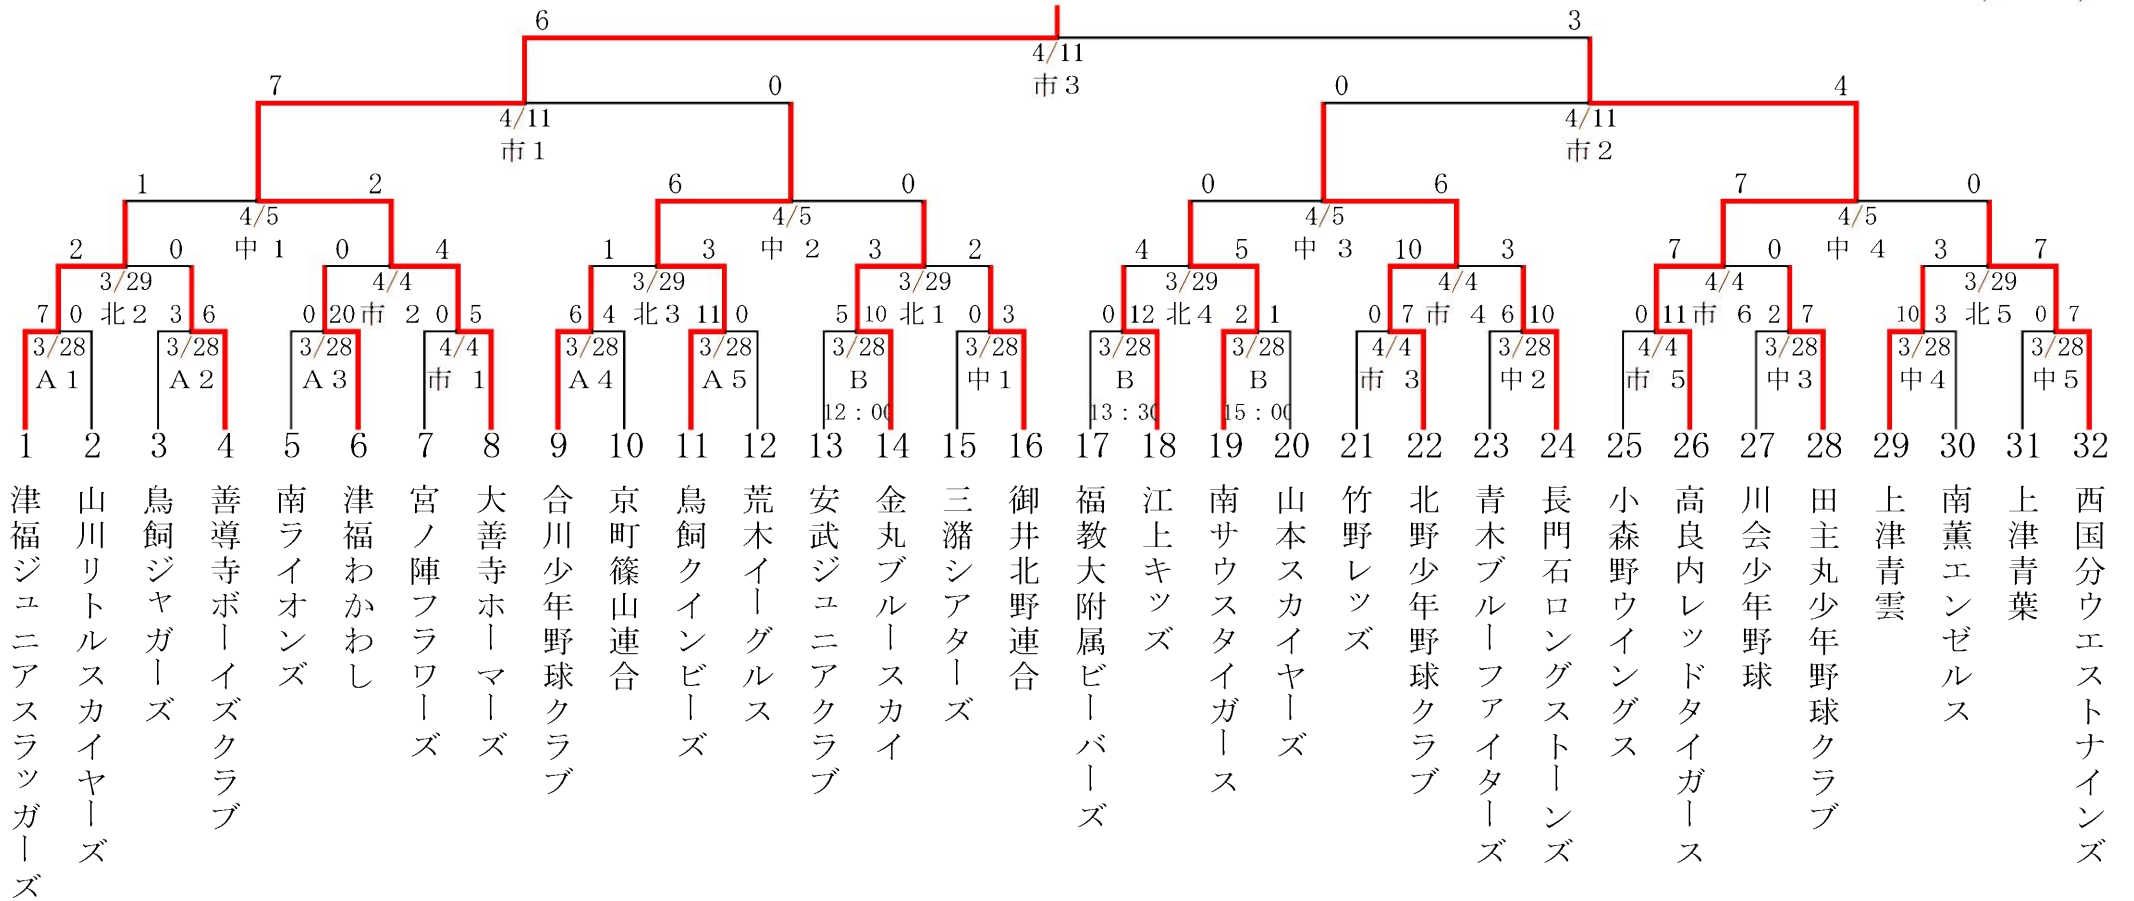 6 3
4/11
市3
7 0 0 4
4/11 4/11
市1 市2
1 2 6 0 0 6 7 0
4/5 4/5 4/5 4/5
中 1 中 2 中 3 中 4
2 0 0 4 1 3 3 2 4 5 10 3 7 0 3 7
3/29 4/4 3/29 3/29 3/29 4/4 4/4 3/29
7 0 北2 3 6 0 20 市 2 0 5 6 4 北3 11 0 5 10 北1 0 3 0 12 北4 2 1 0 7 市 4 6 10 0 11 市 6 2 7 10 3 北5 0 7
3/28 3/28 3/28 4/4 3/28 3/28 3/28 3/28 3/28 3/28 4/4 3/28 4/4 3/28 3/28 3/28
A1 A2 A3 市 1 A4 A5 B 中1 B B 市 3 中2 市 5 中3 中4 中5
12:00 13:30 15:00
1 2 3 4 5 6 7 8 9 10 11 12 13 14 15 16 17 18 19 20 21 22 23 24 25 26 27 28 29 30 31 32
津福ジュニアスラッガーズ
山川リトルスカイヤーズ
鳥飼ジャガーズ
善導寺ボーイズクラブ
南ライオンズ
津福わかわし
宮ノ陣フラワーズ
大善寺ホーマーズ
合川少年野球クラブ
京町篠山連合
鳥飼クインビーズ
荒木イーグルス
安武ジュニアクラブ
金丸ブルースカイ
三潴シアターズ
御井北野連合
福教大附属ビーバーズ
江上キッズ
南サウスタイガース
山本スカイヤーズ
竹野レッズ
北野少年野球クラブ
青木ブルーファイターズ
長門石ロングストーンズ
小森野ウイングス
高良内レッドタイガース
川会少年野球
田主丸少年野球クラブ
上津青雲
南薫エンゼルス
上津青葉
西国分ウエストナインズ